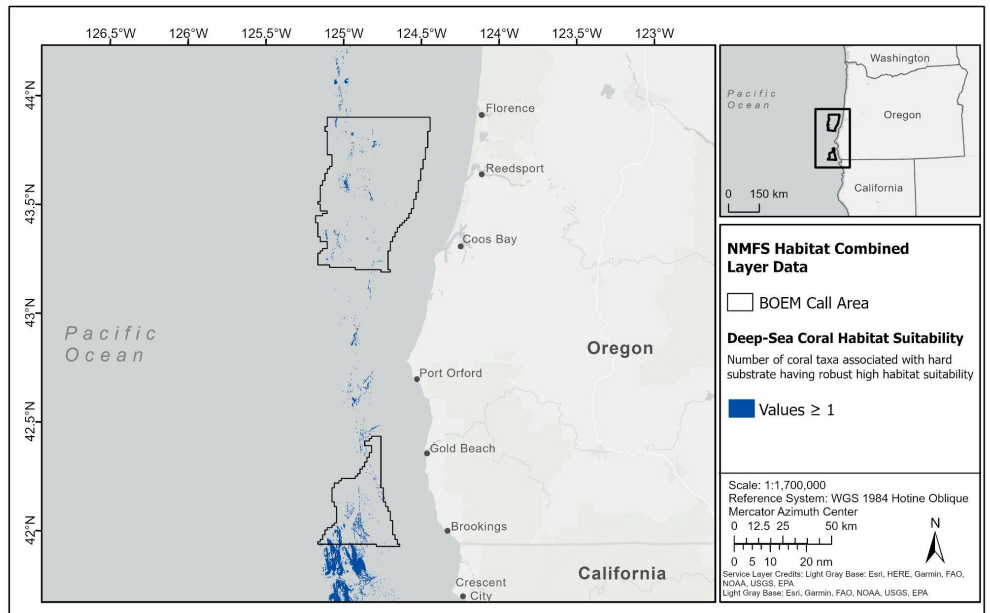 126.5°W 126°W 125.5°W 125°W 124.5°W 124°W 123.5°W 123°W
44°N
43.5°N
43°N
42.5°N
42°N
Florence
Reedsport
Coos Bay
Pacific
Ocean
Oregon
Port Orford
Gold Beach
Brookings
California
Crescent
City
Washington
Pacific
Ocean
Oregon
California
0 150 km
NMFS Habitat Combined
Layer Data
BOEM Call Area
Deep-Sea Coral Habitat Suitability
Number of coral taxa associated with hard
substrate having robust high habitat suitability
Values ≥ 1
Scale: 1:1,700,000
Reference System: WGS 1984 Hotine Oblique
Mercator Azimuth Center
0 12.5 25 50 km
N
0 5 10 20 nm
Service Layer Credits: Light Gray Base: Esri, HERE, Garmin, FAO,
NOAA, USGS, EPA
Light Gray Base: Esri, Garmin, FAO, NOAA, USGS, EPA